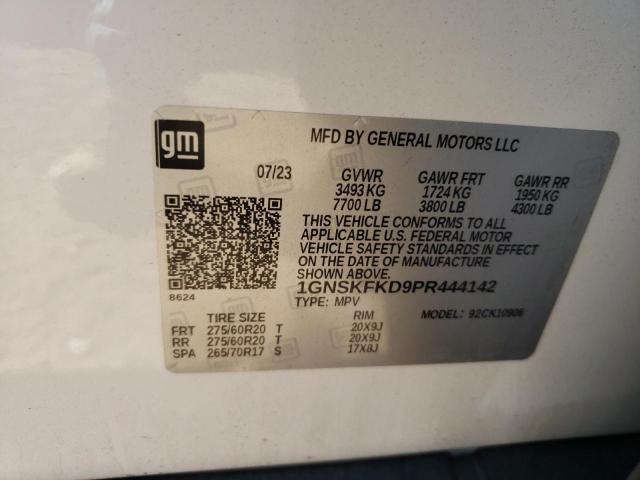 gm
MFD BY GENERAL MOTORS LLC
07/23 GVWR GAWR FRT GAWR RR
3493 KG 1724 KG 1950 KG
7700 LB 3800 LB 4300 LB
THIS VEHICLE CONFORMS TO ALL
APPLICABLE U.S. FEDERAL MOTOR
VEHICLE SAFETY STANDARDS IN EFFECT
ON THE DATE OF MANUFACTURE
SHOWN ABOVE.
1GNSKFKD9PR444142
8624
TYPE: MPV MODEL: 92CK10906
TIRE SIZE RIM
FRT 275/60R20 T 20X9J
RR 275/60R20 T 20X9J
SPA 265/70R17 S 17X8J